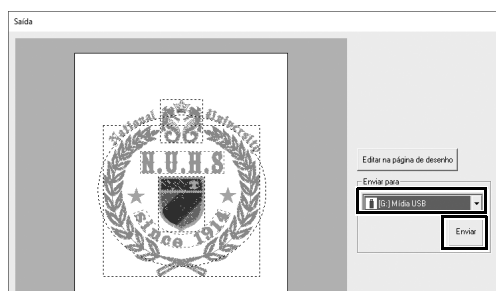 Saída
National University
N.U.H.S
since 1914
Editar na página de desenho
Enviar para
[G:] Mídia USB
Enviar